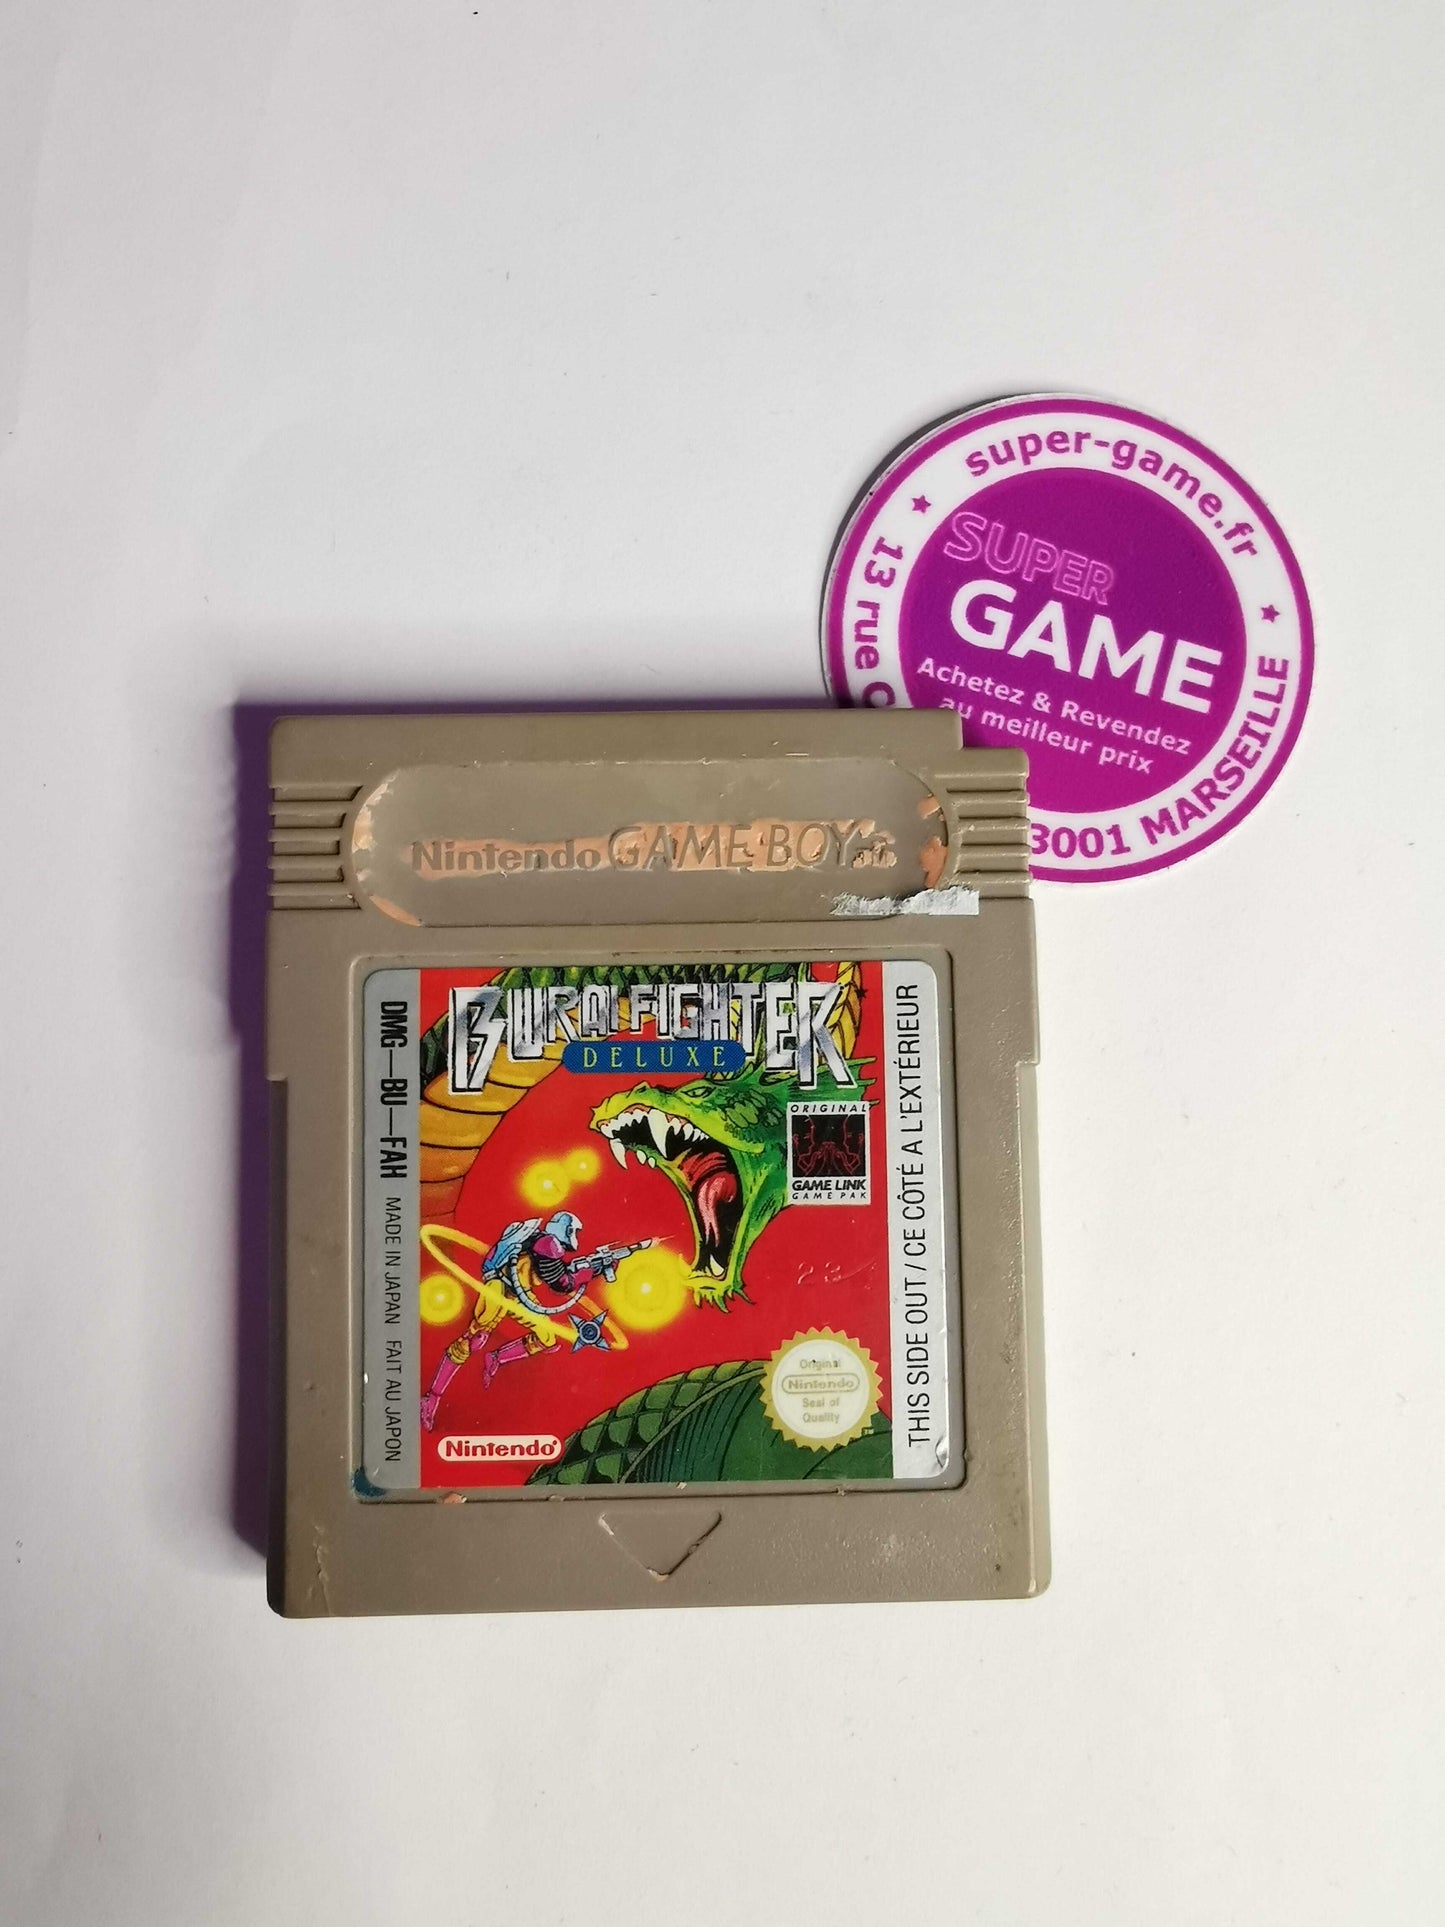 super-game.fr
13 rue
SUPER
GAME
Achetez & Revendez
au meilleur prix
3001 MARSEILLE
Nintendo GAME BOY
BURAI FIGHTER
DELUXE
DMG-BU-FAH
MADE IN JAPAN FAIT AU JAPON
ORIGINAL
GAME LINK
GAME PAK
23
Original
Nintendo
Seal of
Quality
TM
Nintendo®
THIS SIDE OUT / CE CÔTÉ A L'EXTÉRIEUR